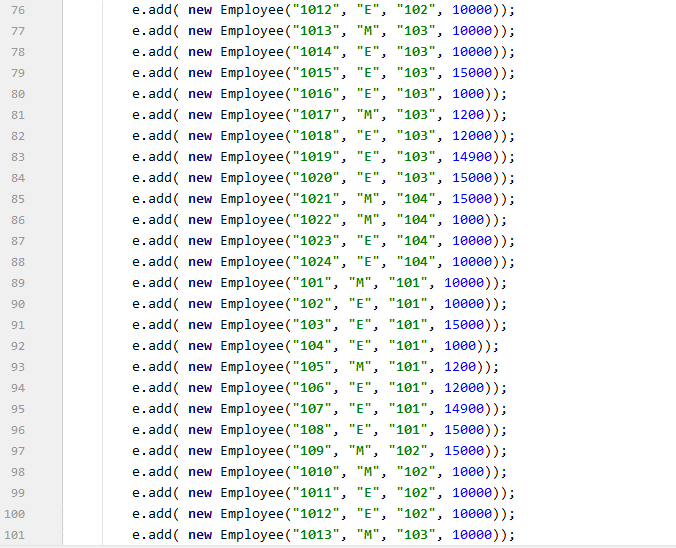 76 e.add( new Employee("1012", "E", "102", 10000));
77 e.add( new Employee("1013", "M", "103", 10000));
78 e.add( new Employee("1014", "E", "103", 10000));
79 e.add( new Employee("1015", "E", "103", 15000));
80 e.add( new Employee("1016", "E", "103", 1000));
81 e.add( new Employee("1017", "M", "103", 1200));
82 e.add( new Employee("1018", "E", "103", 12000));
83 e.add( new Employee("1019", "E", "103", 14900));
84 e.add( new Employee("1020", "E", "103", 15000));
85 e.add( new Employee("1021", "M", "104", 15000));
86 e.add( new Employee("1022", "M", "104", 1000));
87 e.add( new Employee("1023", "E", "104", 10000));
88 e.add( new Employee("1024", "E", "104", 10000));
89 e.add( new Employee("101", "M", "101", 10000));
90 e.add( new Employee("102", "E", "101", 10000));
91 e.add( new Employee("103", "E", "101", 15000));
92 e.add( new Employee("104", "E", "101", 1000));
93 e.add( new Employee("105", "M", "101", 1200));
94 e.add( new Employee("106", "E", "101", 12000));
95 e.add( new Employee("107", "E", "101", 14900));
96 e.add( new Employee("108", "E", "101", 15000));
97 e.add( new Employee("109", "M", "102", 15000));
98 e.add( new Employee("1010", "M", "102", 1000));
99 e.add( new Employee("1011", "E", "102", 10000));
100 e.add( new Employee("1012", "E", "102", 10000));
101 e.add( new Employee("1013", "M", "103", 10000));